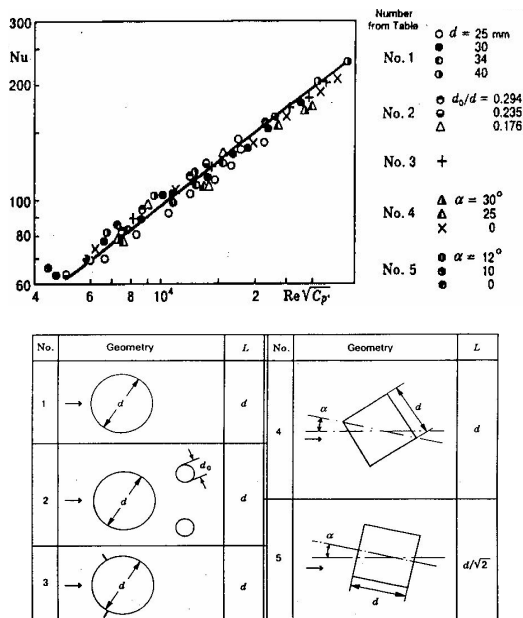 300
Nu
200
100
80
60
4 6 8 10⁴ 2 Re√Cₚ'
Number
from Table
No. 1
d = 25 mm
30
34
40
No. 2
d₀/d = 0.294
0.235
0.176
No. 3
No. 4
α = 30°
25
0
No. 5
α = 12°
10
0
No. Geometry L
1 d d
2 d d₀ d
3 d d
No. Geometry L
4 α d d
5 α d d/√2